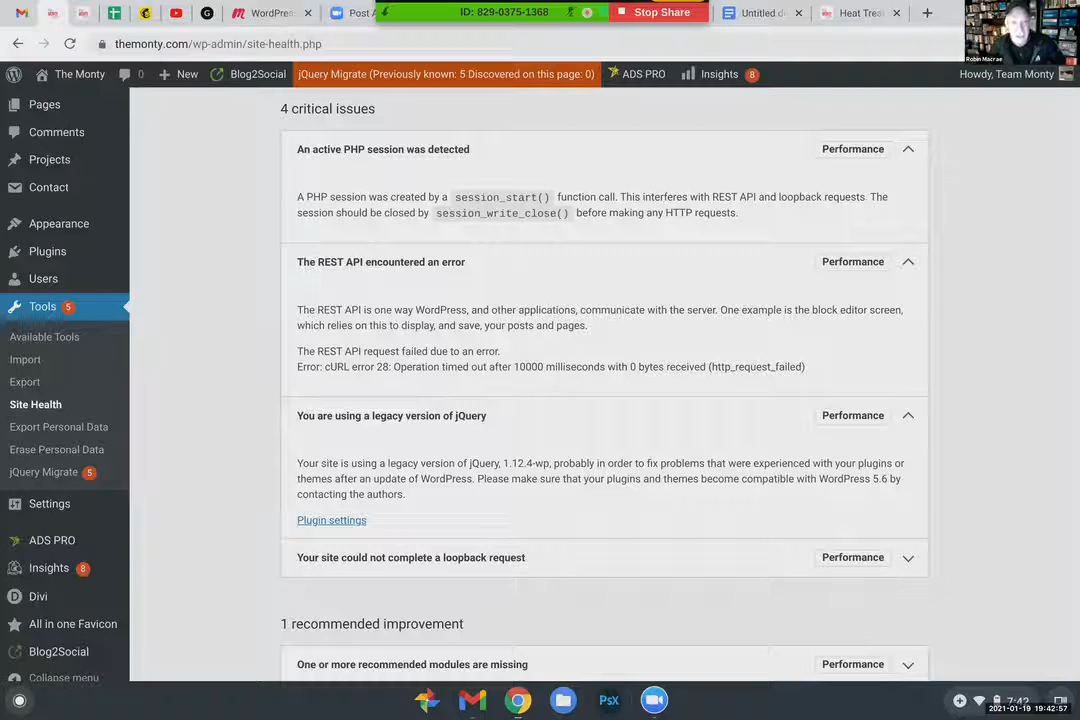 WordPres
Post A
ID: 829-0375-1368
Stop Share
Untitled d
Heat Trea
themonty.com/wp-admin/site-health.php
Robin Macrae
The Monty
0
New
Blog2Social
jQuery Migrate (Previously known: 5 Discovered on this page: 0)
ADS PRO
Insights 8
Howdy, Team Monty
Pages
Comments
Projects
Contact
Appearance
Plugins
Users
Tools 5
Available Tools
Import
Export
Site Health
Export Personal Data
Erase Personal Data
jQuery Migrate 5
Settings
ADS PRO
Insights 8
Divi
All in one Favicon
Blog2Social
Collapse menu
4 critical issues
An active PHP session was detected
Performance
A PHP session was created by a session_start() function call. This interferes with REST API and loopback requests. The
session should be closed by session_write_close() before making any HTTP requests.
The REST API encountered an error
Performance
The REST API is one way WordPress, and other applications, communicate with the server. One example is the block editor screen,
which relies on this to display, and save, your posts and pages.
The REST API request failed due to an error.
Error: cURL error 28: Operation timed out after 10000 milliseconds with 0 bytes received (http_request_failed)
You are using a legacy version of jQuery
Performance
Your site is using a legacy version of jQuery, 1.12.4-wp, probably in order to fix problems that were experienced with your plugins or
themes after an update of WordPress. Please make sure that your plugins and themes become compatible with WordPress 5.6 by
contacting the authors.
Plugin settings
Your site could not complete a loopback request
Performance
1 recommended improvement
One or more recommended modules are missing
Performance
PsX
7:42
2021-01-19 19:42:57